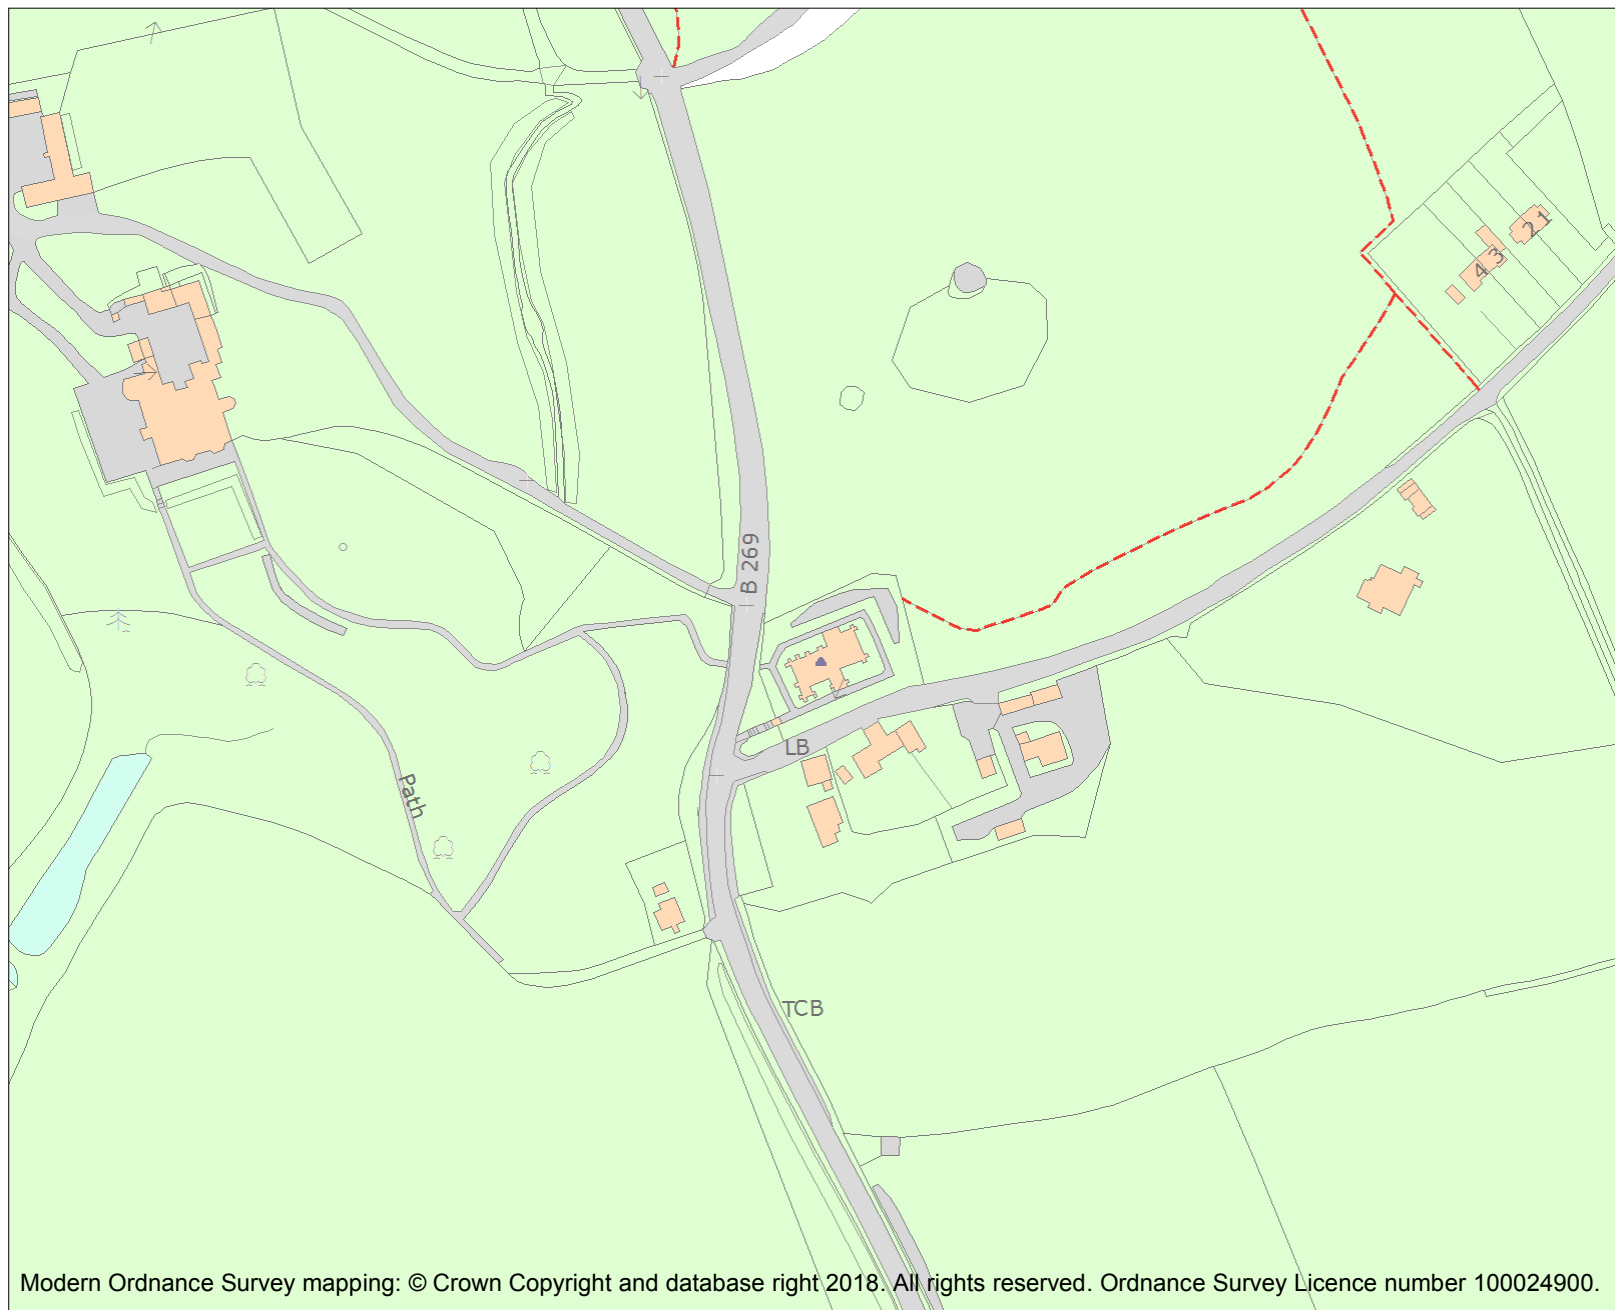 2 1
4 3
B 269
LB
Path
TCB
Modern Ordnance Survey mapping: © Crown Copyright and database right 2018. All rights reserved. Ordnance Survey Licence number 100024900.